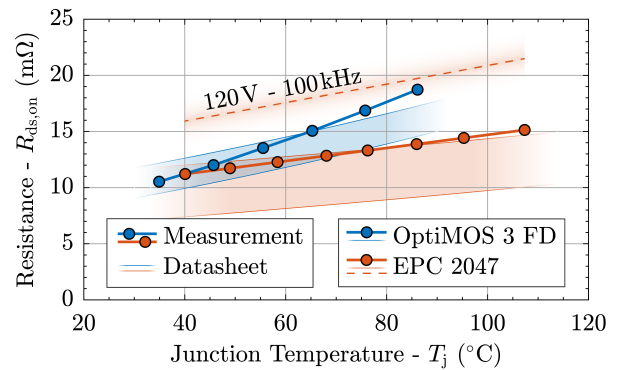 25
20
15
10
5
0
20
40
60
80
100
120
Resistance - R_ds,on (mΩ)
Junction Temperature - T_j (°C)
120 V - 100 kHz
Measurement
Datasheet
OptiMOS 3 FD
EPC 2047